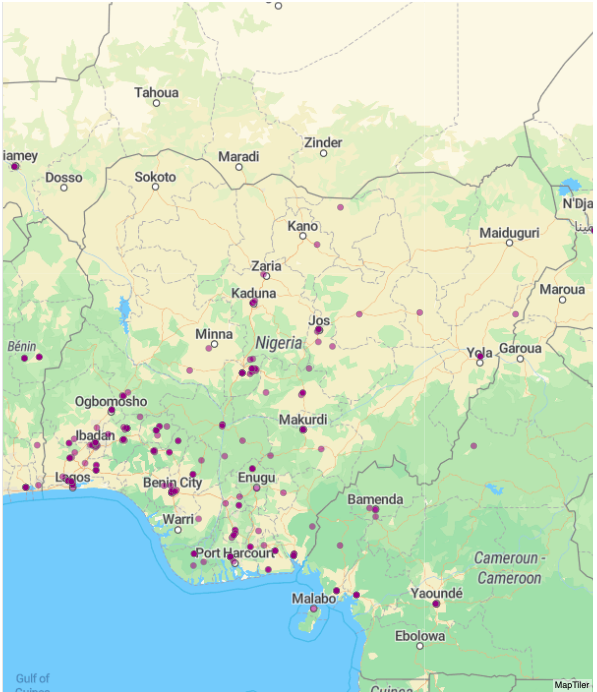 Tahoua
Zinder
Maradi
iamey
Dosso
Sokoto
N'Dja
Kano
Maiduguri
Zaria
Maroua
Kaduna
Jos
Minna
Nigeria
Bénin
Yola
Garoua
Ogbomosho
Makurdi
Ibadan
Lagos
Benin City
Enugu
Bamenda
Warri
Port Harcourt
Cameroun -
Cameroon
Malabo
Yaoundé
Ebolowa
Gulf of
Guinea
MapTiler